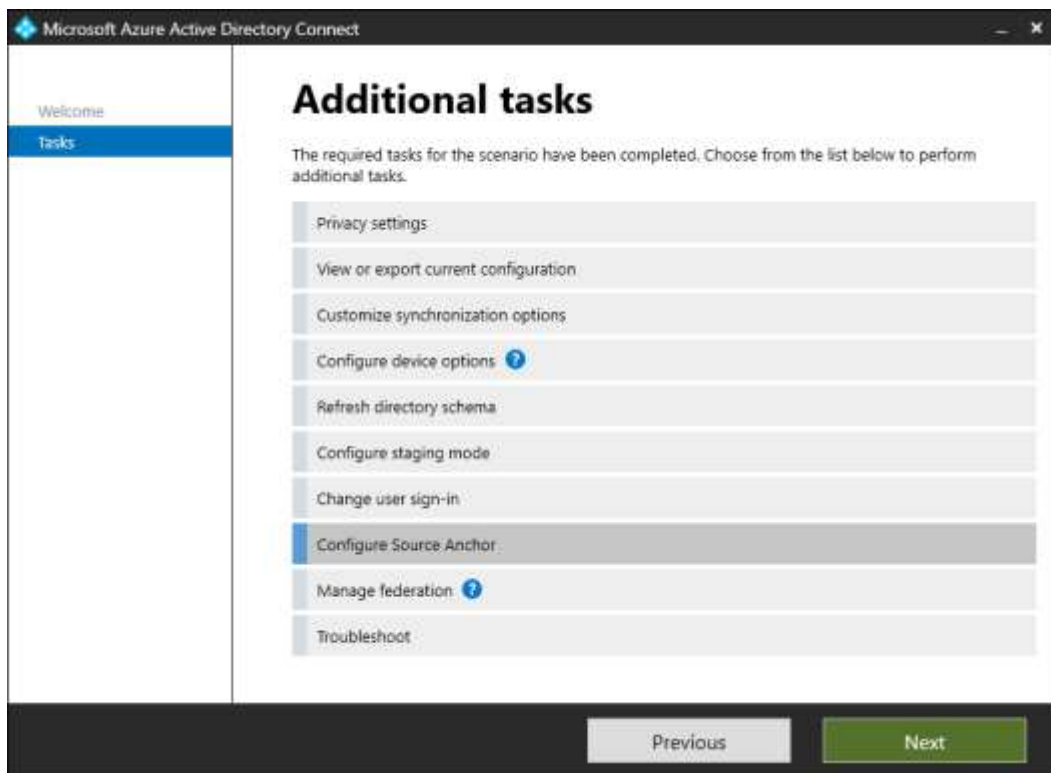 Microsoft Azure Active Directory Connect
Welcome
Tasks
Additional tasks
The required tasks for the scenario have been completed. Choose from the list below to perform
additional tasks.
Privacy settings
View or export current configuration
Customize synchronization options
Configure device options ?
Refresh directory schema
Configure staging mode
Change user sign-in
Configure Source Anchor
Manage federation ?
Troubleshoot
Previous
Next